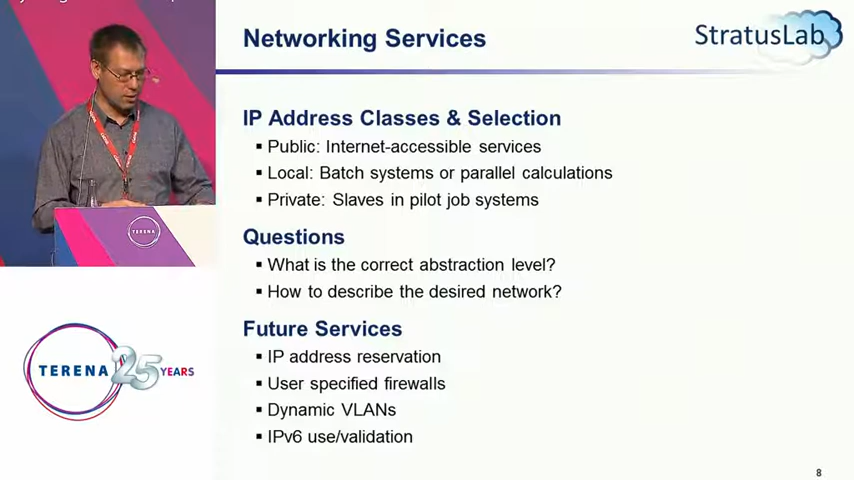 Networking Services
StratusLab
IP Address Classes & Selection
▪ Public: Internet-accessible services
▪ Local: Batch systems or parallel calculations
▪ Private: Slaves in pilot job systems
Questions
▪ What is the correct abstraction level?
▪ How to describe the desired network?
Future Services
▪ IP address reservation
▪ User specified firewalls
▪ Dynamic VLANs
▪ IPv6 use/validation
8
TERENA
TERENA 25 YEARS